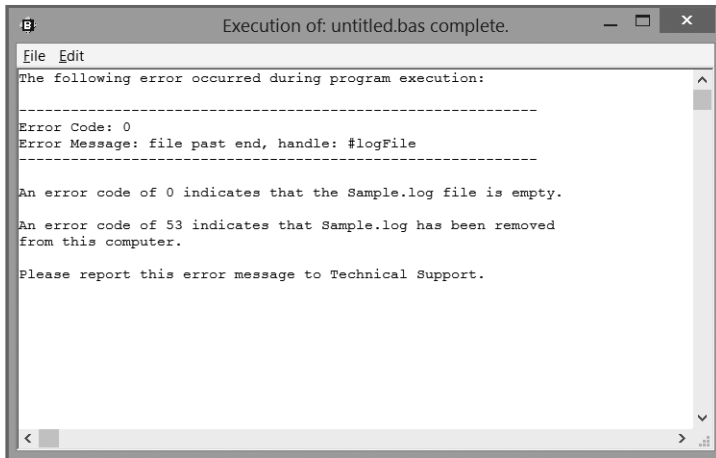 Execution of: untitled.bas complete.
File Edit
The following error occurred during program execution:
------------------------------------------------------------
Error Code: 0
Error Message: file past end, handle: #logFile
------------------------------------------------------------
An error code of 0 indicates that the Sample.log file is empty.
An error code of 53 indicates that Sample.log has been removed
from this computer.
Please report this error message to Technical Support.